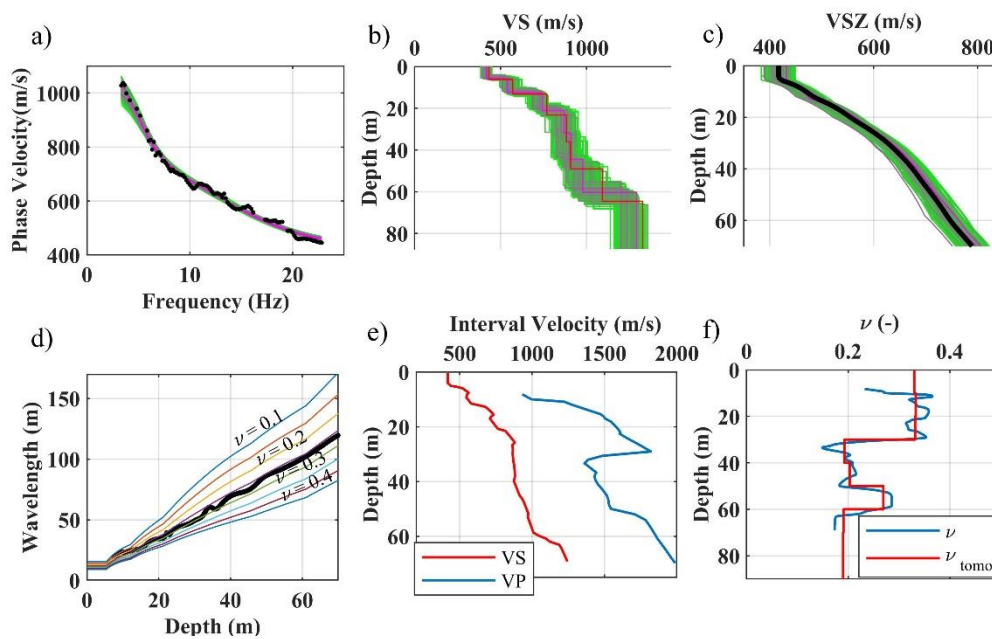 a)
1000
800
600
400
0
10
20
Phase Velocity(m/s)
Frequency (Hz)
b)
VS (m/s)
0
500
1000
0
20
40
60
80
Depth (m)
c)
VSZ (m/s)
400
600
800
0
20
40
60
Depth (m)
d)
150
100
50
0
0
20
40
60
Wavelength (m)
Depth (m)
ν = 0.1
ν = 0.2
ν = 0.3
ν = 0.4
e)
Interval Velocity (m/s)
500
1000
1500
2000
0
20
40
60
Depth (m)
VS
VP
f)
ν (-)
0
0.2
0.4
0
20
40
60
80
Depth (m)
ν
ν tomo